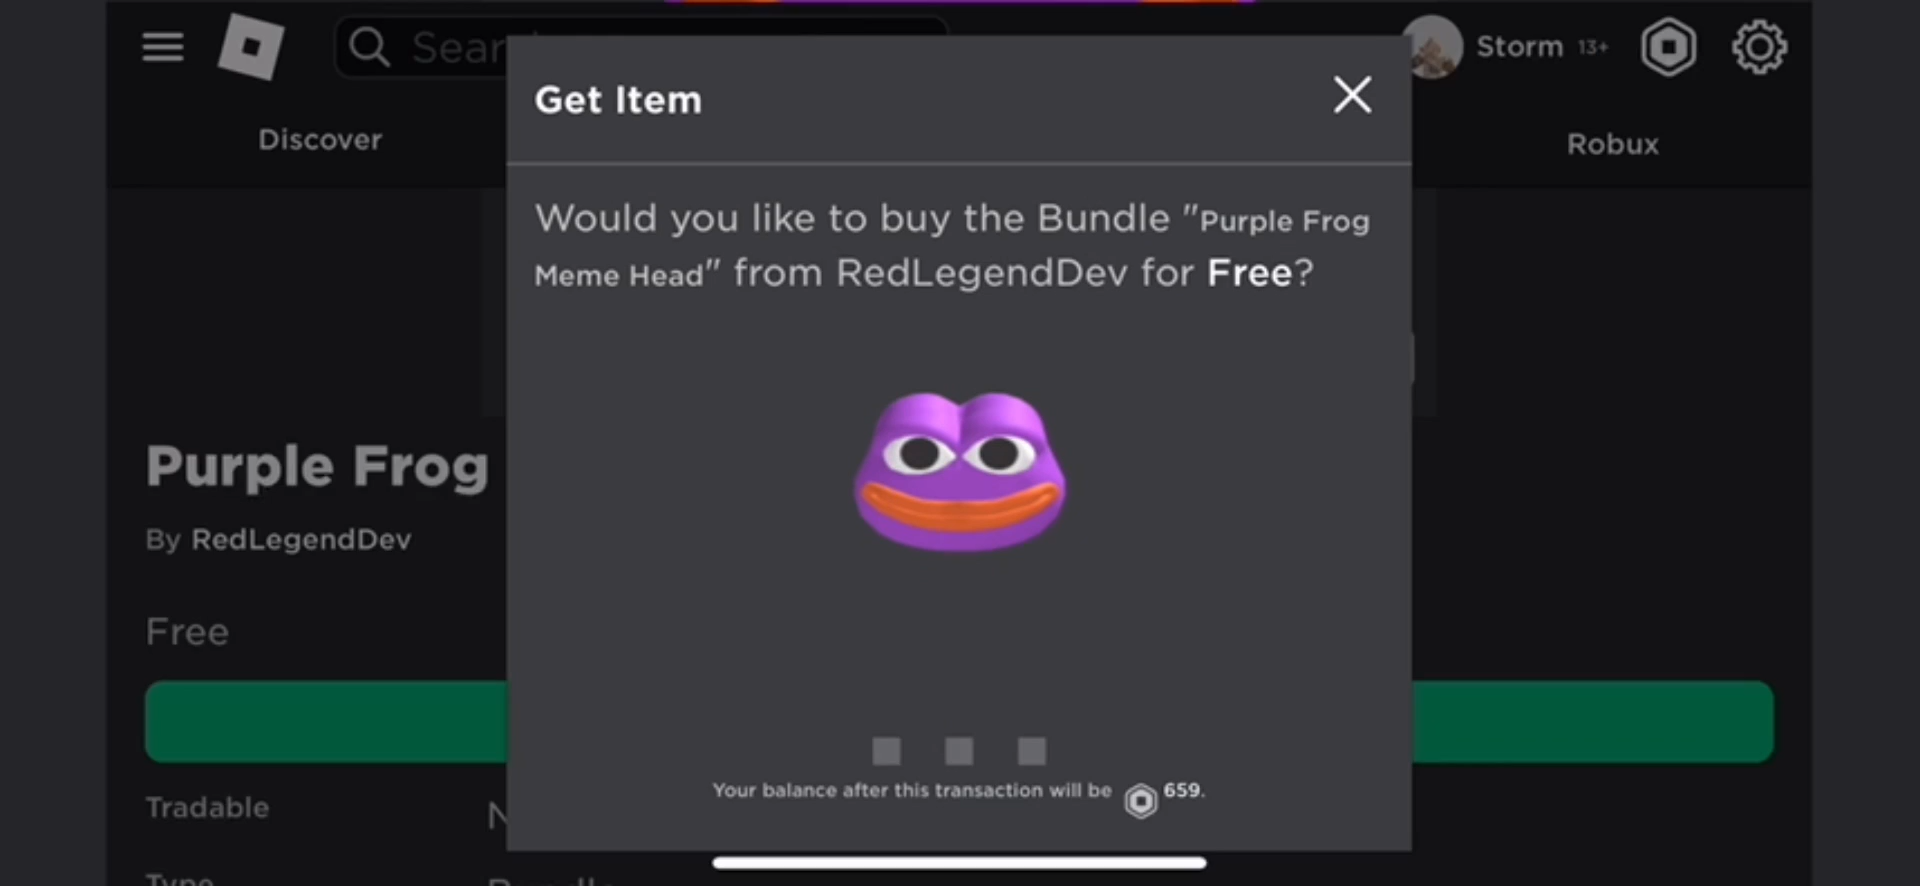 Sear
Storm 13+
Get Item
Discover
Robux
Would you like to buy the Bundle "Purple Frog
Meme Head" from RedLegendDev for Free?
Purple Frog
By RedLegendDev
Free
Your balance after this transaction will be 659.
Tradable
N
Type